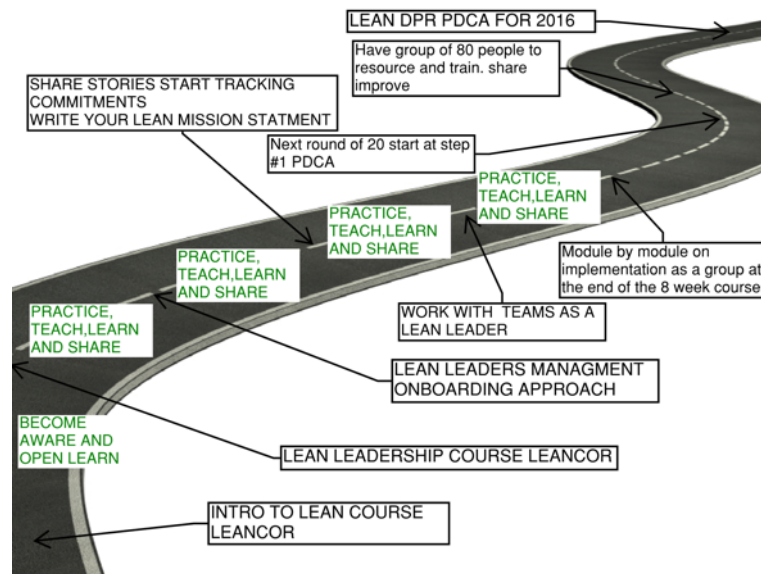 LEAN DPR PDCA FOR 2016
Have group of 80 people to
resource and train. share
improve
SHARE STORIES START TRACKING
COMMITMENTS
WRITE YOUR LEAN MISSION STATMENT
Next round of 20 start at step
#1 PDCA
PRACTICE,
TEACH,LEARN
AND SHARE
PRACTICE,
TEACH,LEARN
AND SHARE
PRACTICE,
TEACH,LEARN
AND SHARE
Module by module on
implementation as a group at
the end of the 8 week course
PRACTICE,
TEACH,LEARN
AND SHARE
WORK WITH TEAMS AS A
LEAN LEADER
LEAN LEADERS MANAGMENT
ONBOARDING APPROACH
BECOME
AWARE AND
OPEN LEARN
LEAN LEADERSHIP COURSE LEANCOR
INTRO TO LEAN COURSE
LEANCOR